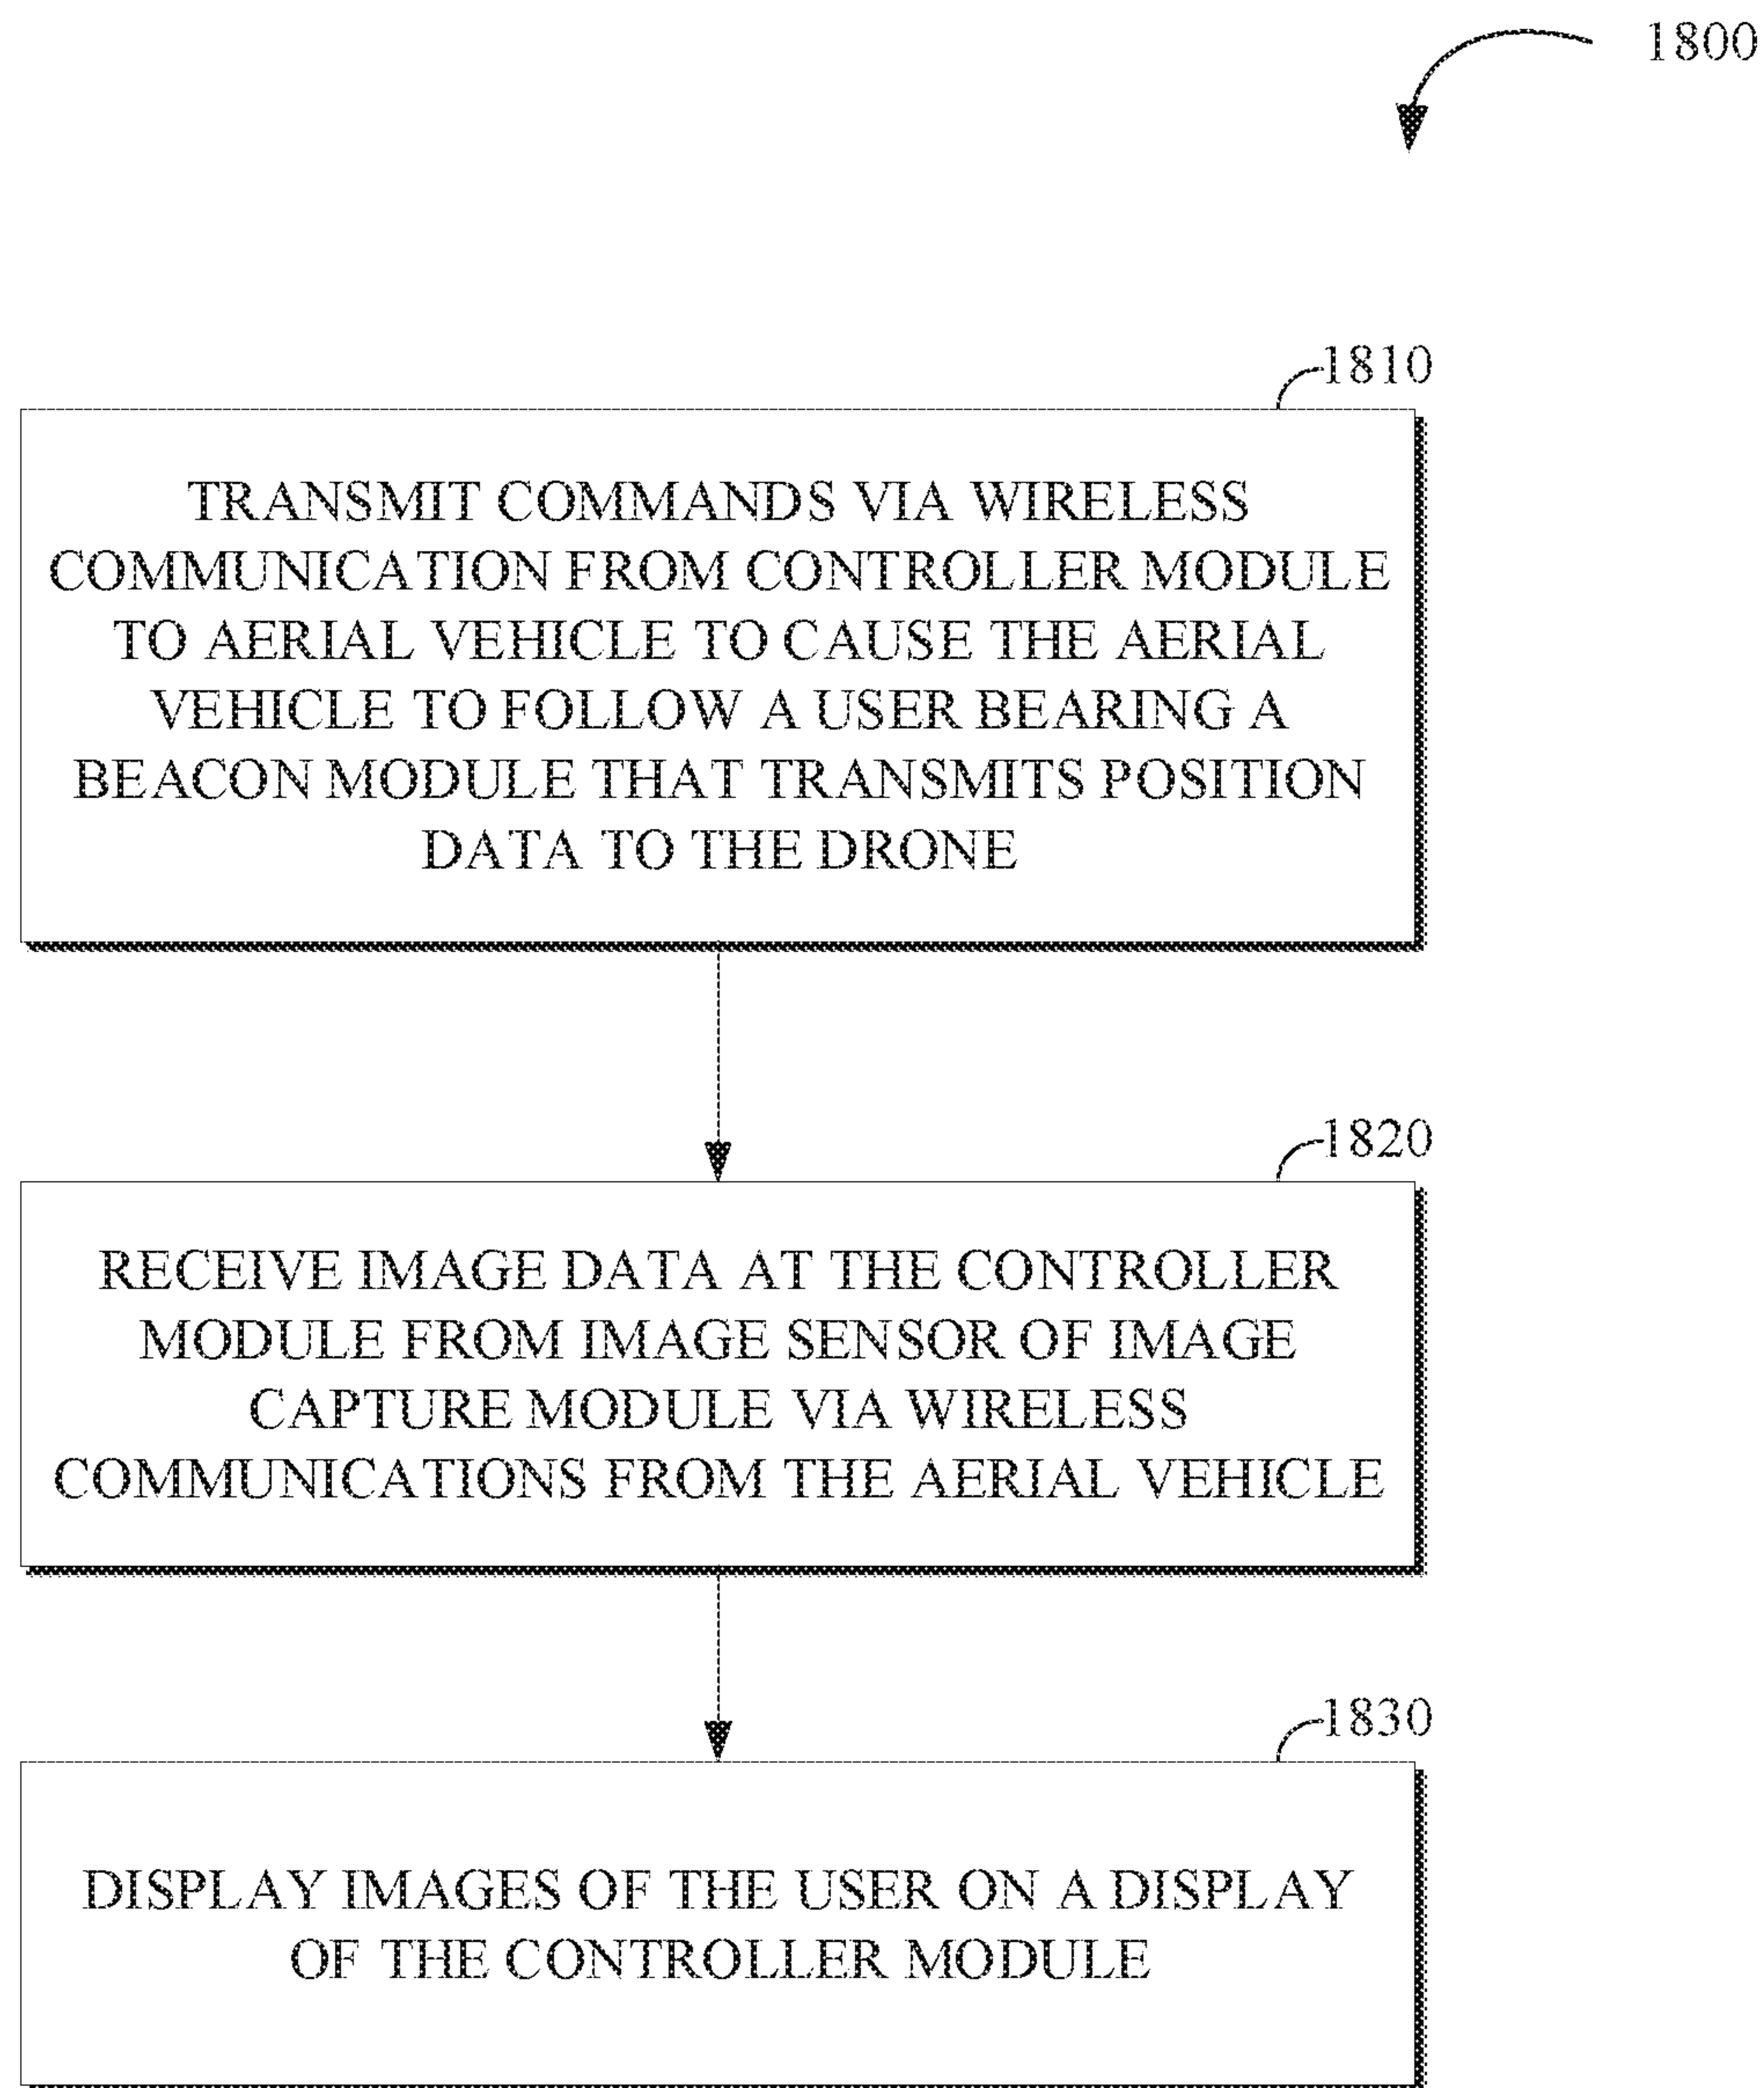 1800
1810
TRANSMIT COMMANDS VIA WIRELESS
COMMUNICATION FROM CONTROLLER MODULE
TO AERIAL VEHICLE TO CAUSE THE AERIAL
VEHICLE TO FOLLOW A USER BEARING A
BEACON MODULE THAT TRANSMITS POSITION
DATA TO THE DRONE
1820
RECEIVE IMAGE DATA AT THE CONTROLLER
MODULE FROM IMAGE SENSOR OF IMAGE
CAPTURE MODULE VIA WIRELESS
COMMUNICATIONS FROM THE AERIAL VEHICLE
1830
DISPLAY IMAGES OF THE USER ON A DISPLAY
OF THE CONTROLLER MODULE